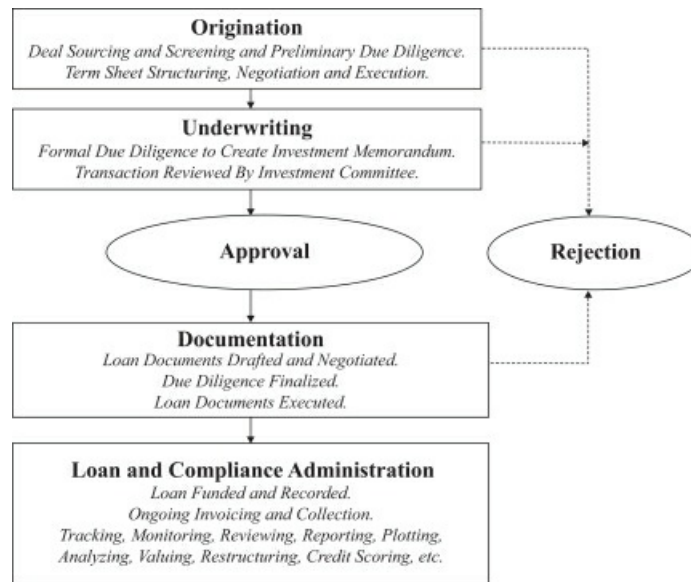 Origination
Deal Sourcing and Screening and Preliminary Due Diligence.
Term Sheet Structuring, Negotiation and Execution.
Underwriting
Formal Due Diligence to Create Investment Memorandum.
Transaction Reviewed By Investment Committee.
Approval
Rejection
Documentation
Loan Documents Drafted and Negotiated.
Due Diligence Finalized.
Loan Documents Executed.
Loan and Compliance Administration
Loan Funded and Recorded.
Ongoing Invoicing and Collection.
Tracking, Monitoring, Reviewing, Reporting, Plotting,
Analyzing, Valuing, Restructuring, Credit Scoring, etc.